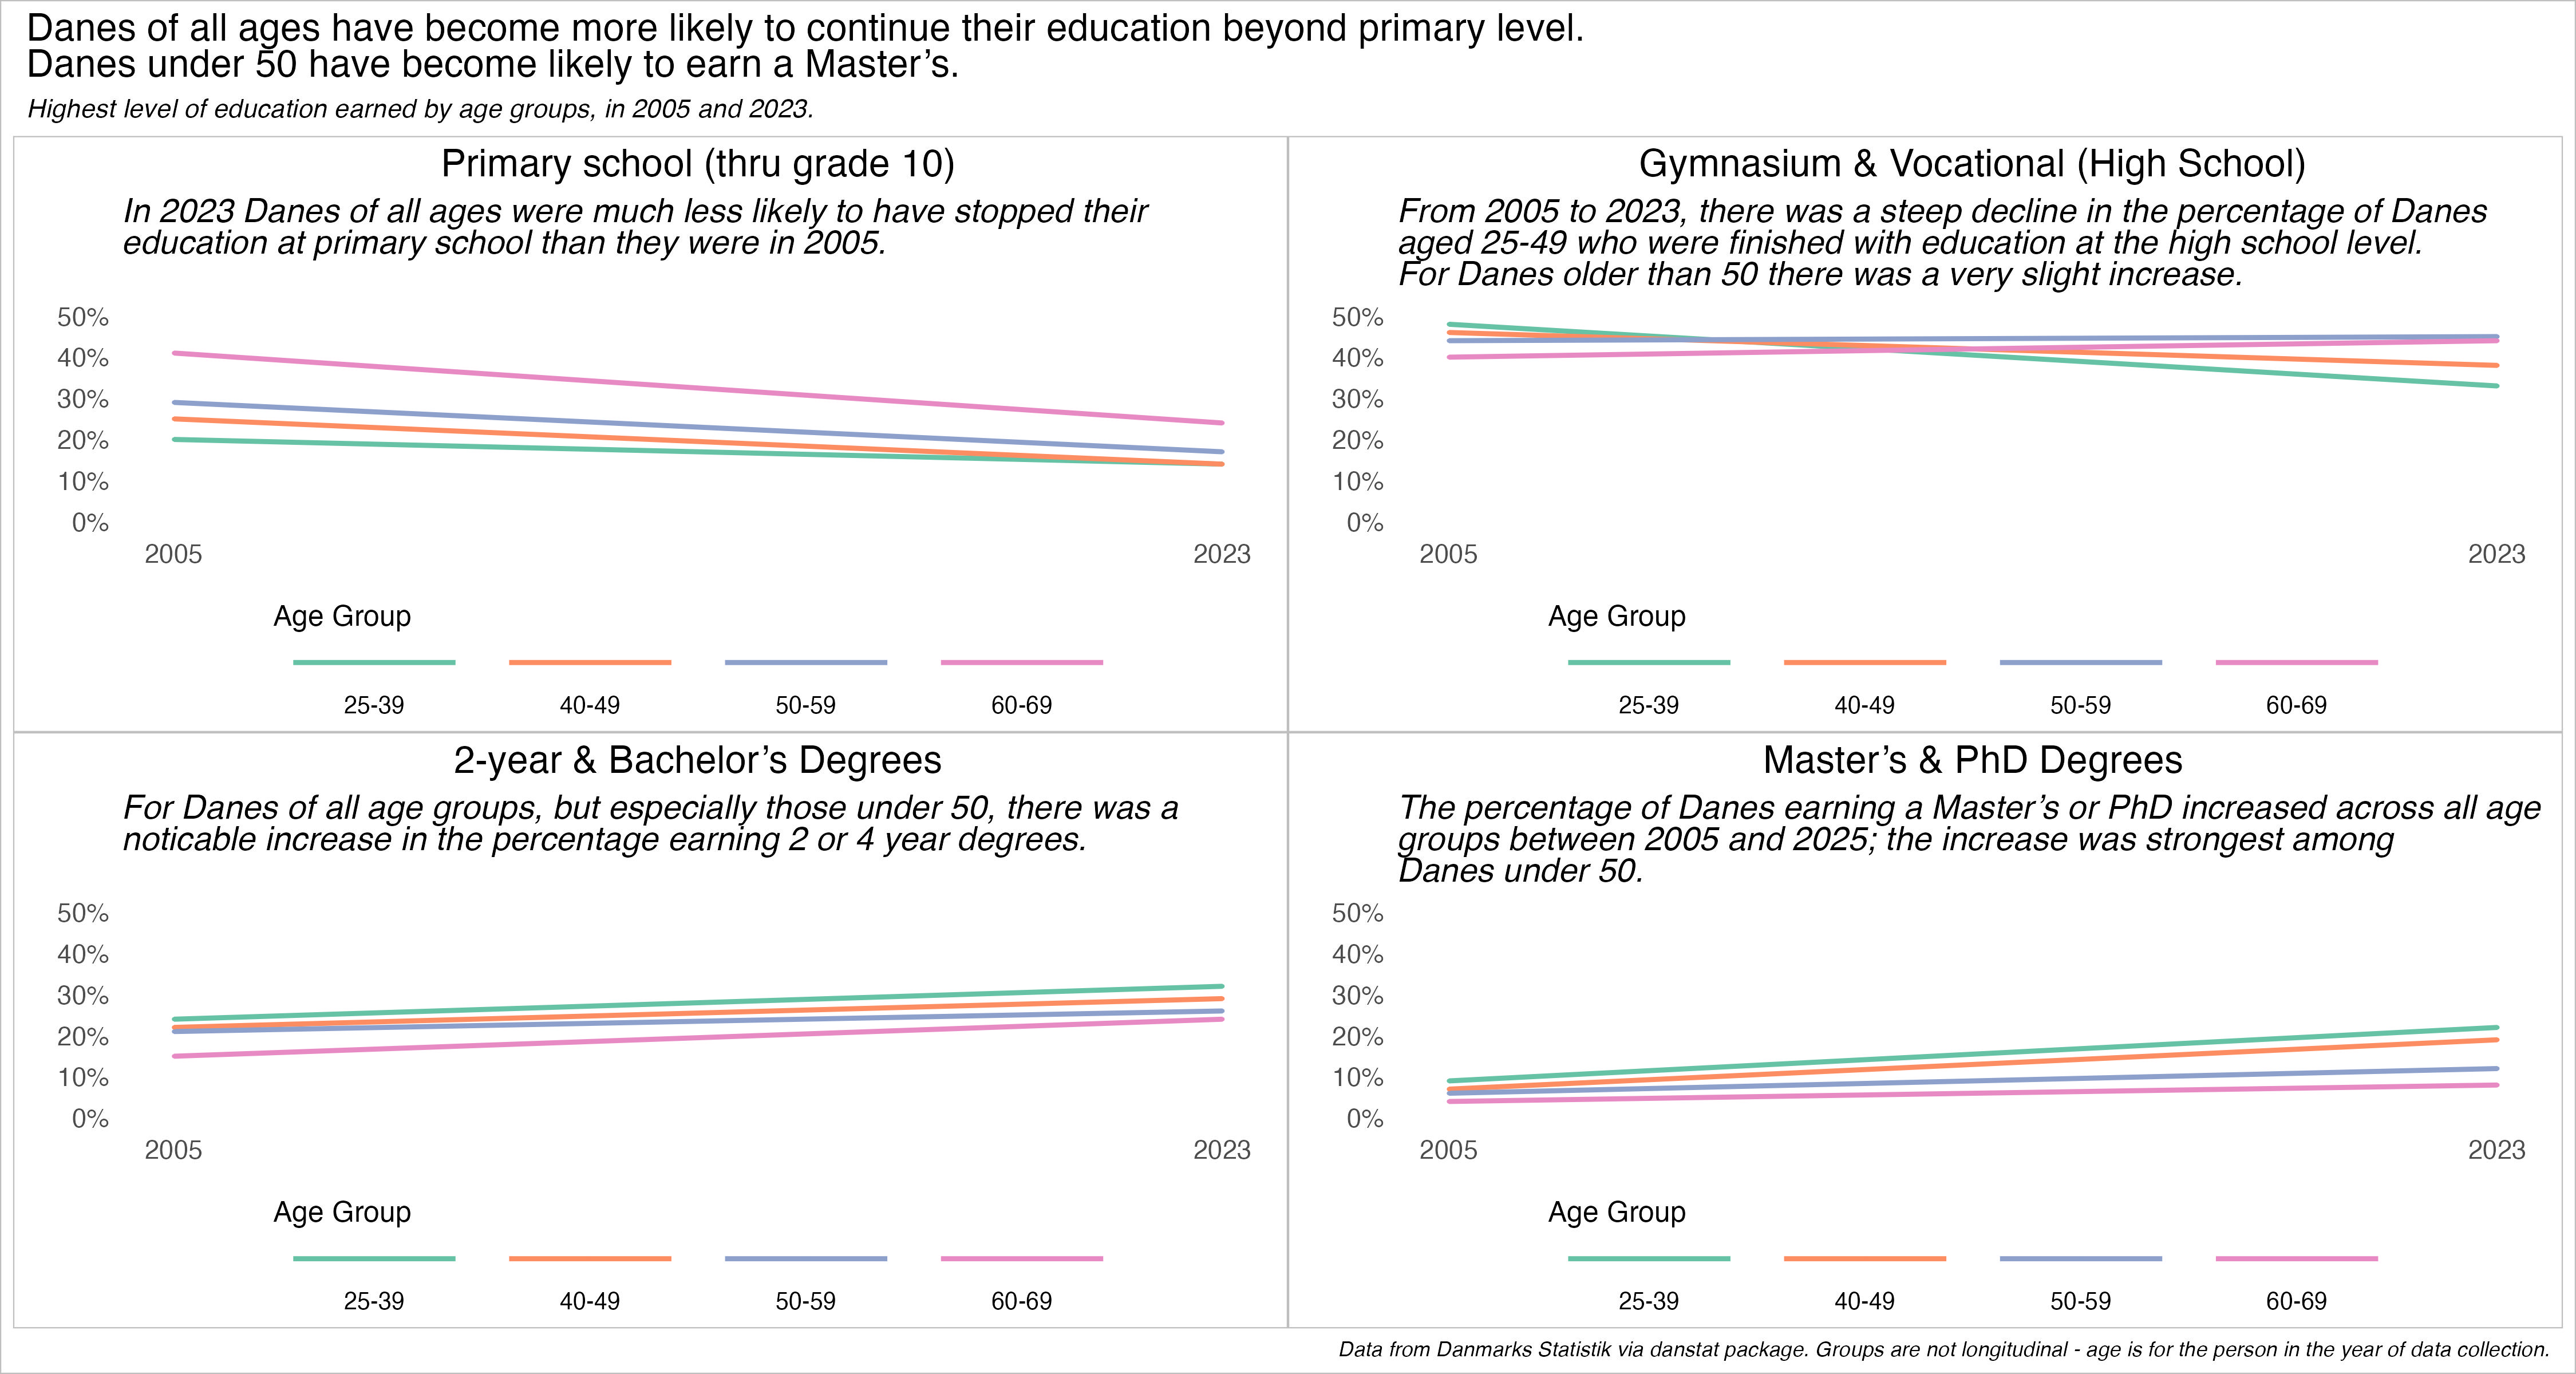 Danes of all ages have become more likely to continue their education beyond primary level.
Danes under 50 have become likely to earn a Master’s.
Highest level of education earned by age groups, in 2005 and 2023.
Primary school (thru grade 10)
In 2023 Danes of all ages were much less likely to have stopped their
education at primary school than they were in 2005.
50%
40%
30%
20%
10%
0%
2005
2023
Age Group
25-39
40-49
50-59
60-69
Gymnasium & Vocational (High School)
From 2005 to 2023, there was a steep decline in the percentage of Danes
aged 25-49 who were finished with education at the high school level.
For Danes older than 50 there was a very slight increase.
50%
40%
30%
20%
10%
0%
2005
2023
Age Group
25-39
40-49
50-59
60-69
2-year & Bachelor’s Degrees
For Danes of all age groups, but especially those under 50, there was a
noticable increase in the percentage earning 2 or 4 year degrees.
50%
40%
30%
20%
10%
0%
2005
2023
Age Group
25-39
40-49
50-59
60-69
Master’s & PhD Degrees
The percentage of Danes earning a Master’s or PhD increased across all age
groups between 2005 and 2025; the increase was strongest among
Danes under 50.
50%
40%
30%
20%
10%
0%
2005
2023
Age Group
25-39
40-49
50-59
60-69
Data from Danmarks Statistik via danstat package. Groups are not longitudinal - age is for the person in the year of data collection.